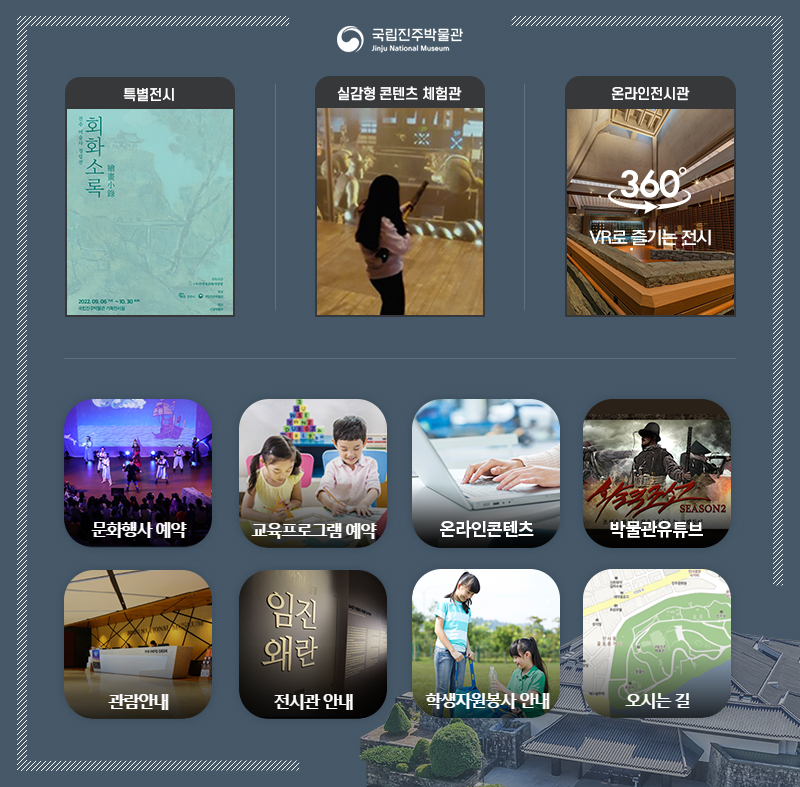 국립진주박물관
Jinju National Museum
특별전시
실감형 콘텐츠 체험관
온라인전시관
회화소록
繪畵小錄
2022. 09. 06 ~ 10. 30
국립진주박물관 기획전시실
360°
VR로 즐기는 전시
문화행사 예약
교육프로그램 예약
온라인콘텐츠
SEASON2
박물관유튜브
관람안내
임진
왜란
전시관 안내
학생자원봉사 안내
오시는 길